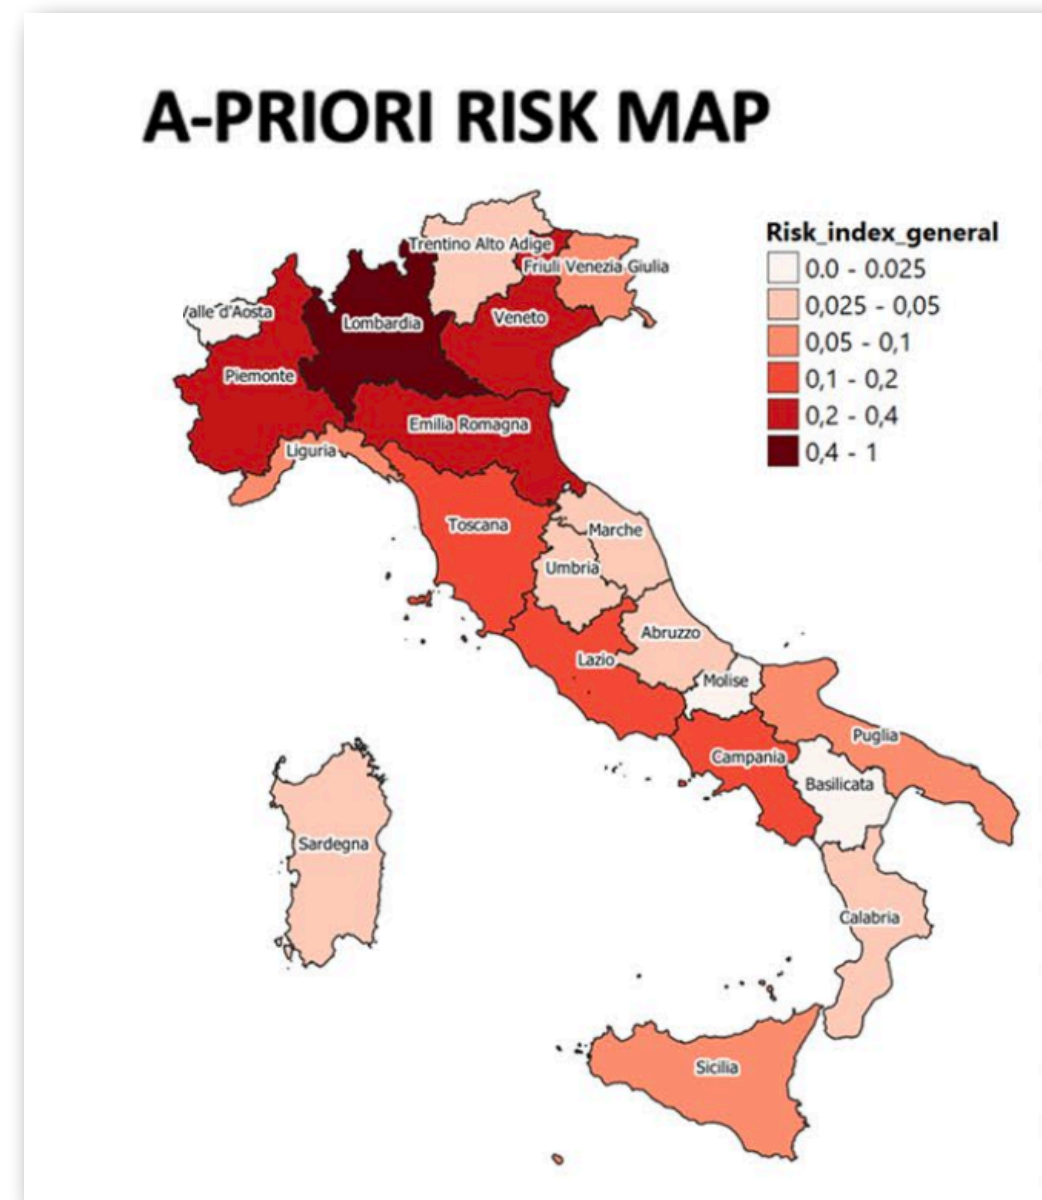 A-PRIORI RISK MAP
Risk_index_general
0.0 - 0.025
0,025 - 0,05
0,05 - 0,1
0,1 - 0,2
0,2 - 0,4
0,4 - 1
Trentino Alto Adige
Friuli Venezia Giulia
alle d'Aosta
Lombardia
Veneto
Piemonte
Emilia Romagna
Liguria
Toscana
Marche
Umbria
Abruzzo
Lazio
Molise
Puglia
Campania
Basilicata
Sardegna
Calabria
Sicilia